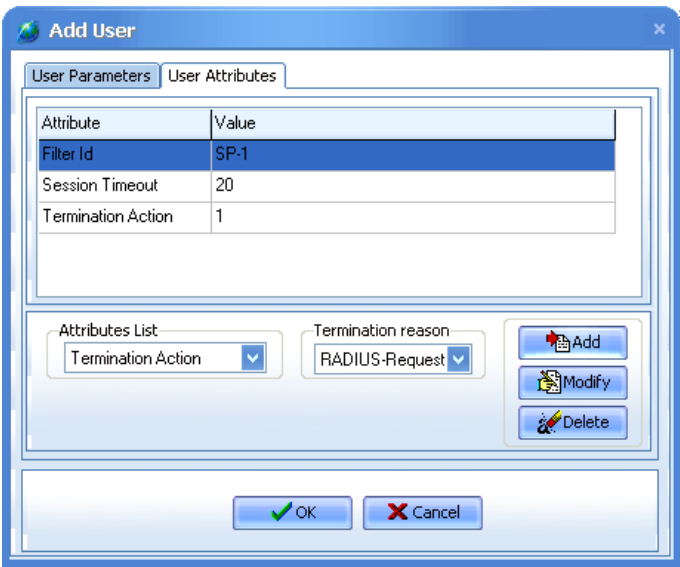 Add User
User Parameters User Attributes
Attribute Value
Filter Id SP-1
Session Timeout 20
Termination Action 1
Attributes List Termination reason
Termination Action RADIUS-Request
Add
Modify
Delete
OK Cancel